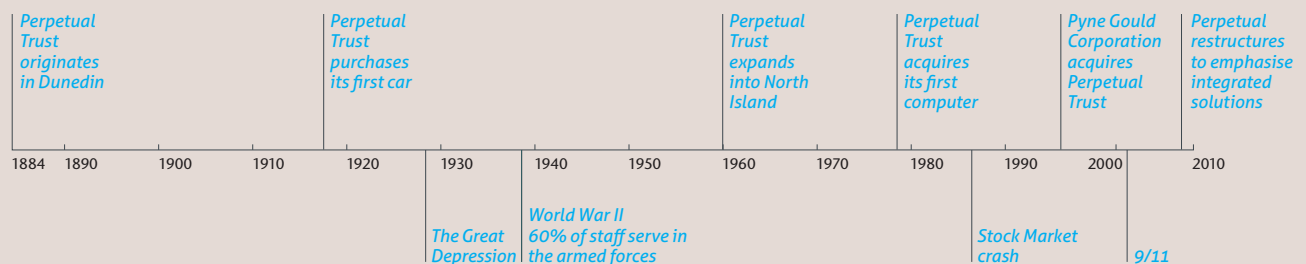 Perpetual
Trust
originates
in Dunedin
Perpetual
Trust
purchases
its first car
Perpetual
Trust
expands
into North
Island
Perpetual
Trust
acquires
its first
computer
Pyne Gould
Corporation
acquires
Perpetual
Trust
Perpetual
restructures
to emphasise
integrated
solutions
1884 1890 1900 1910 1920 1930 1940 1950 1960 1970 1980 1990 2000 2010
The Great
Depression
World War II
60% of staff serve in
the armed forces
Stock Market
crash
9/11